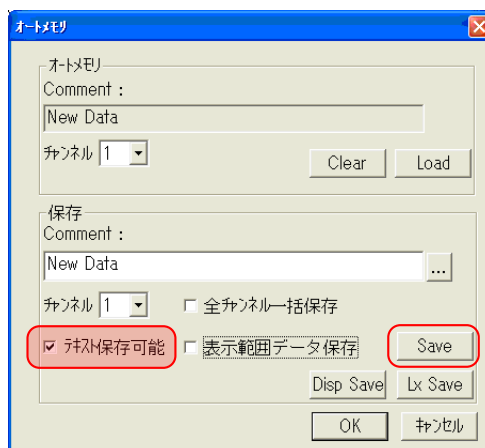 オートメモリ
オートメモリ
Comment :
New Data
チャンネル 1
Clear Load
保存
Comment :
New Data ...
チャンネル 1 全チャンネル一括保存
テキスト保存可能 表示範囲データ保存 Save
Disp Save Lx Save
OK キャンセル